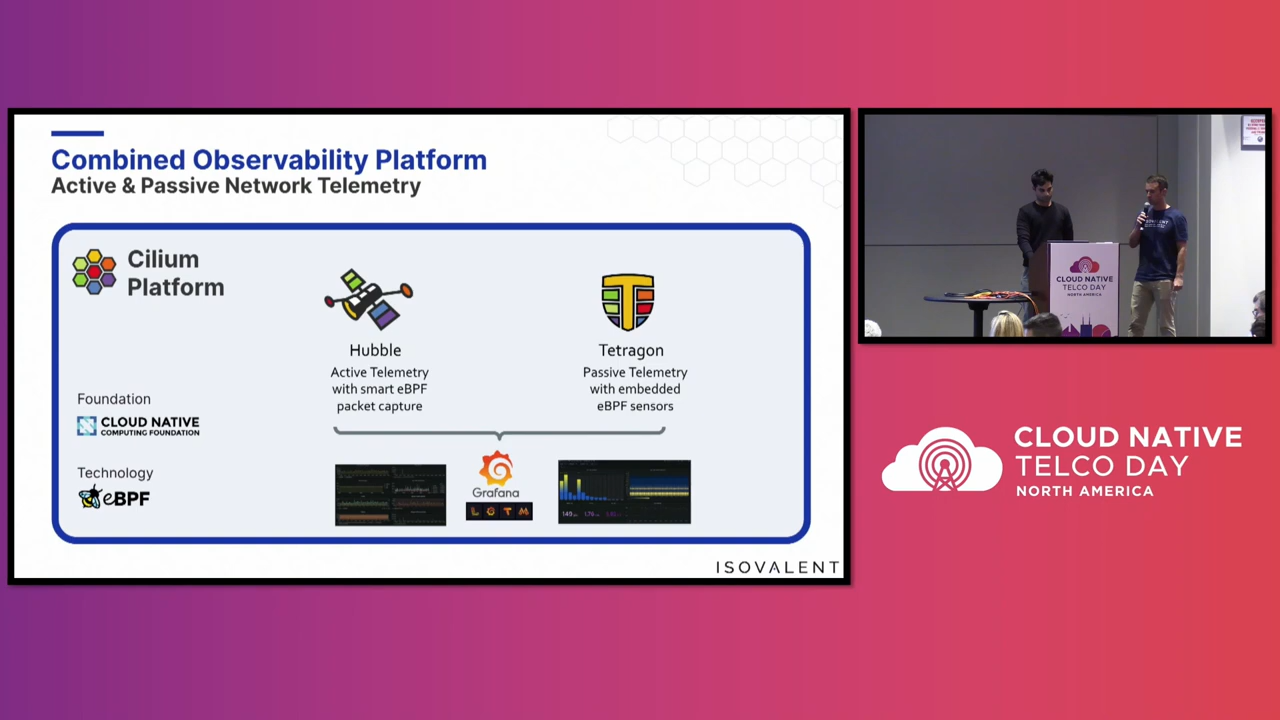 Combined Observability Platform
Active & Passive Network Telemetry
Cilium
Platform
Hubble
Active Telemetry
with smart eBPF
packet capture
Tetragon
Passive Telemetry
with embedded
eBPF sensors
Foundation
CLOUD NATIVE
COMPUTING FOUNDATION
Technology
eBPF
Grafana
L G T M
ISOVALENT
CLOUD NATIVE
TELCO DAY
NORTH AMERICA
CLOUD NATIVE
TELCO DAY
NORTH AMERICA